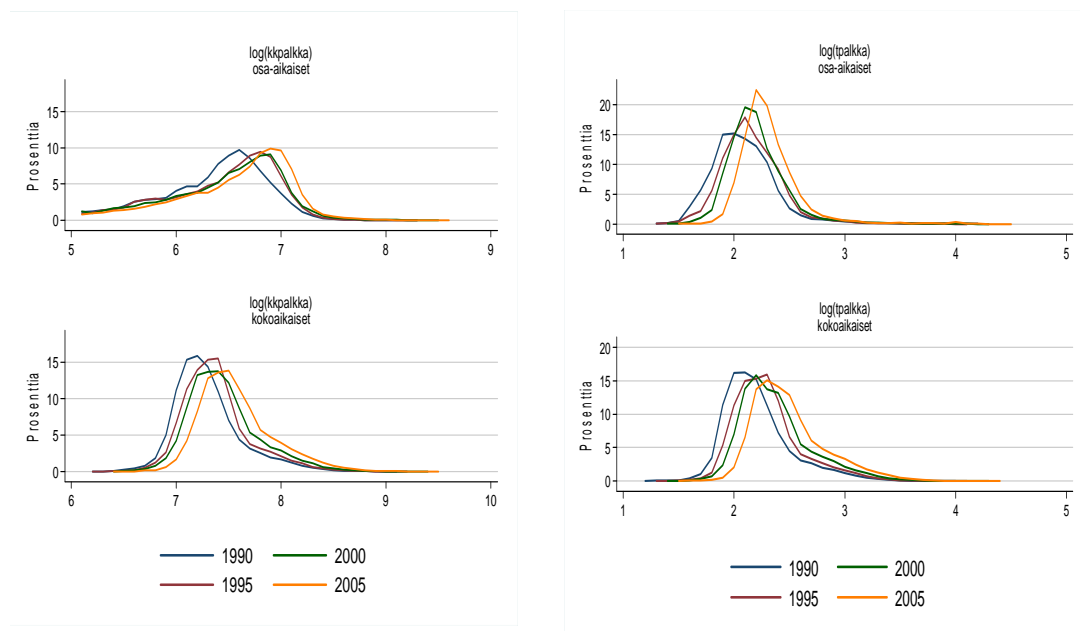 log(kkpalkka)
osa-aikaiset
Prosenttia
15
10
5
0
5 6 7 8 9
log(kkpalkka)
kokoaikaiset
Prosenttia
15
10
5
0
6 7 8 9 10
1990 2000
1995 2005
log(tpalkka)
osa-aikaiset
Prosenttia
20
15
10
5
0
1 2 3 4 5
log(tpalkka)
kokoaikaiset
Prosenttia
20
15
10
5
0
1 2 3 4 5
1990 2000
1995 2005